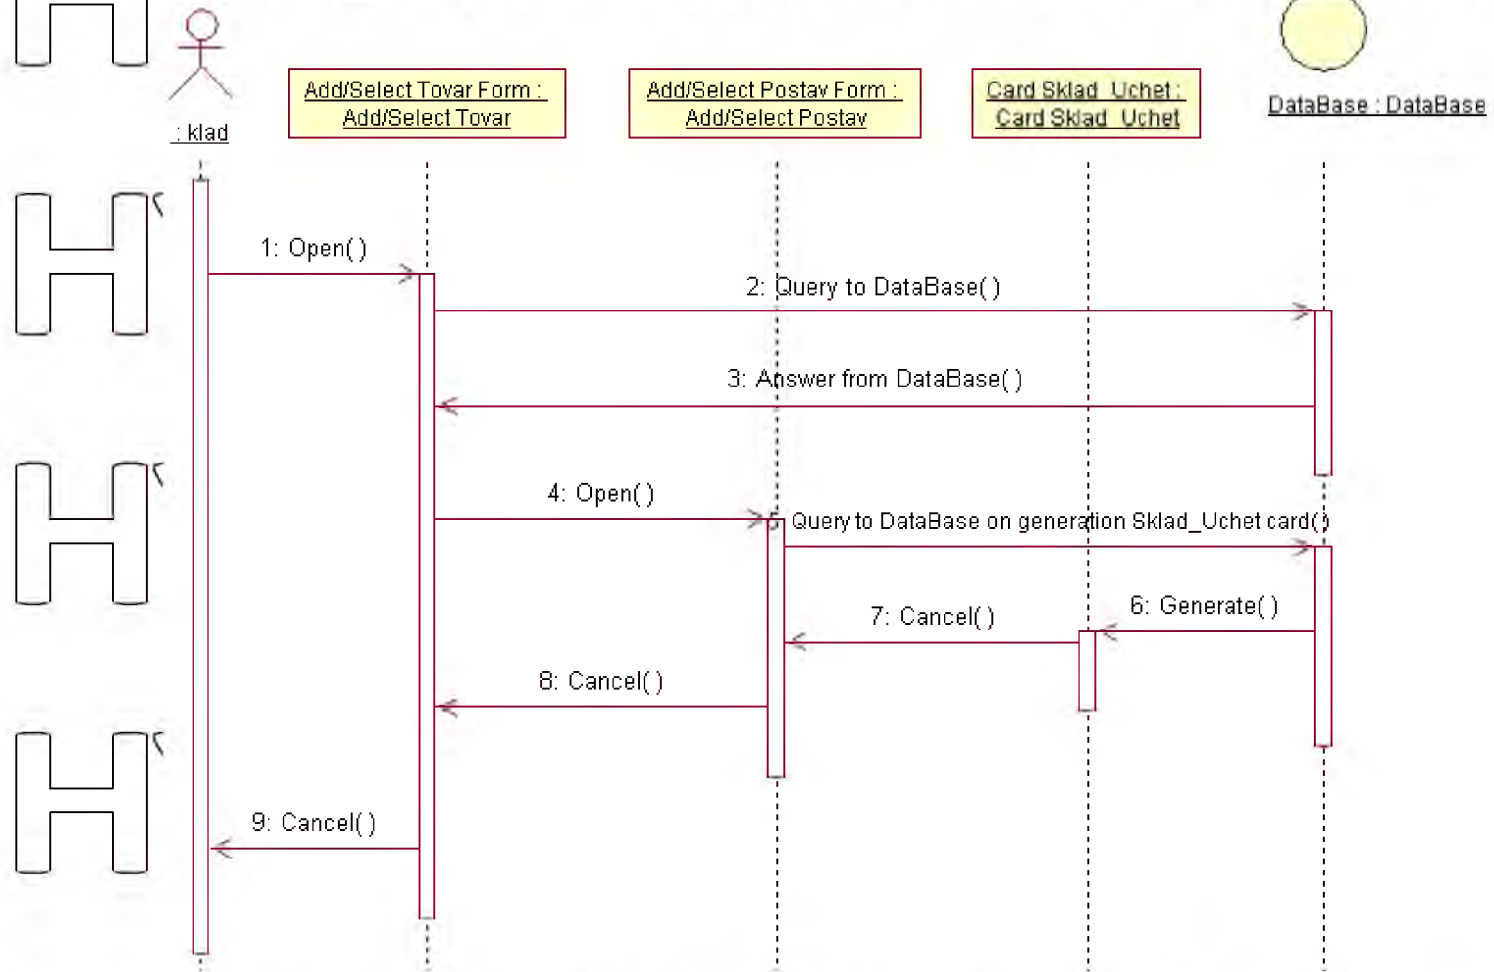 : klad
Add/Select Tovar Form :
Add/Select Tovar
Add/Select Postav Form :
Add/Select Postav
Card Sklad_Uchet :
Card Sklad_Uchet
DataBase : DataBase
1: Open( )
2: Query to DataBase( )
3: Answer from DataBase( )
4: Open( )
5: Query to DataBase on generation Sklad_Uchet card( )
6: Generate( )
7: Cancel( )
8: Cancel( )
9: Cancel( )